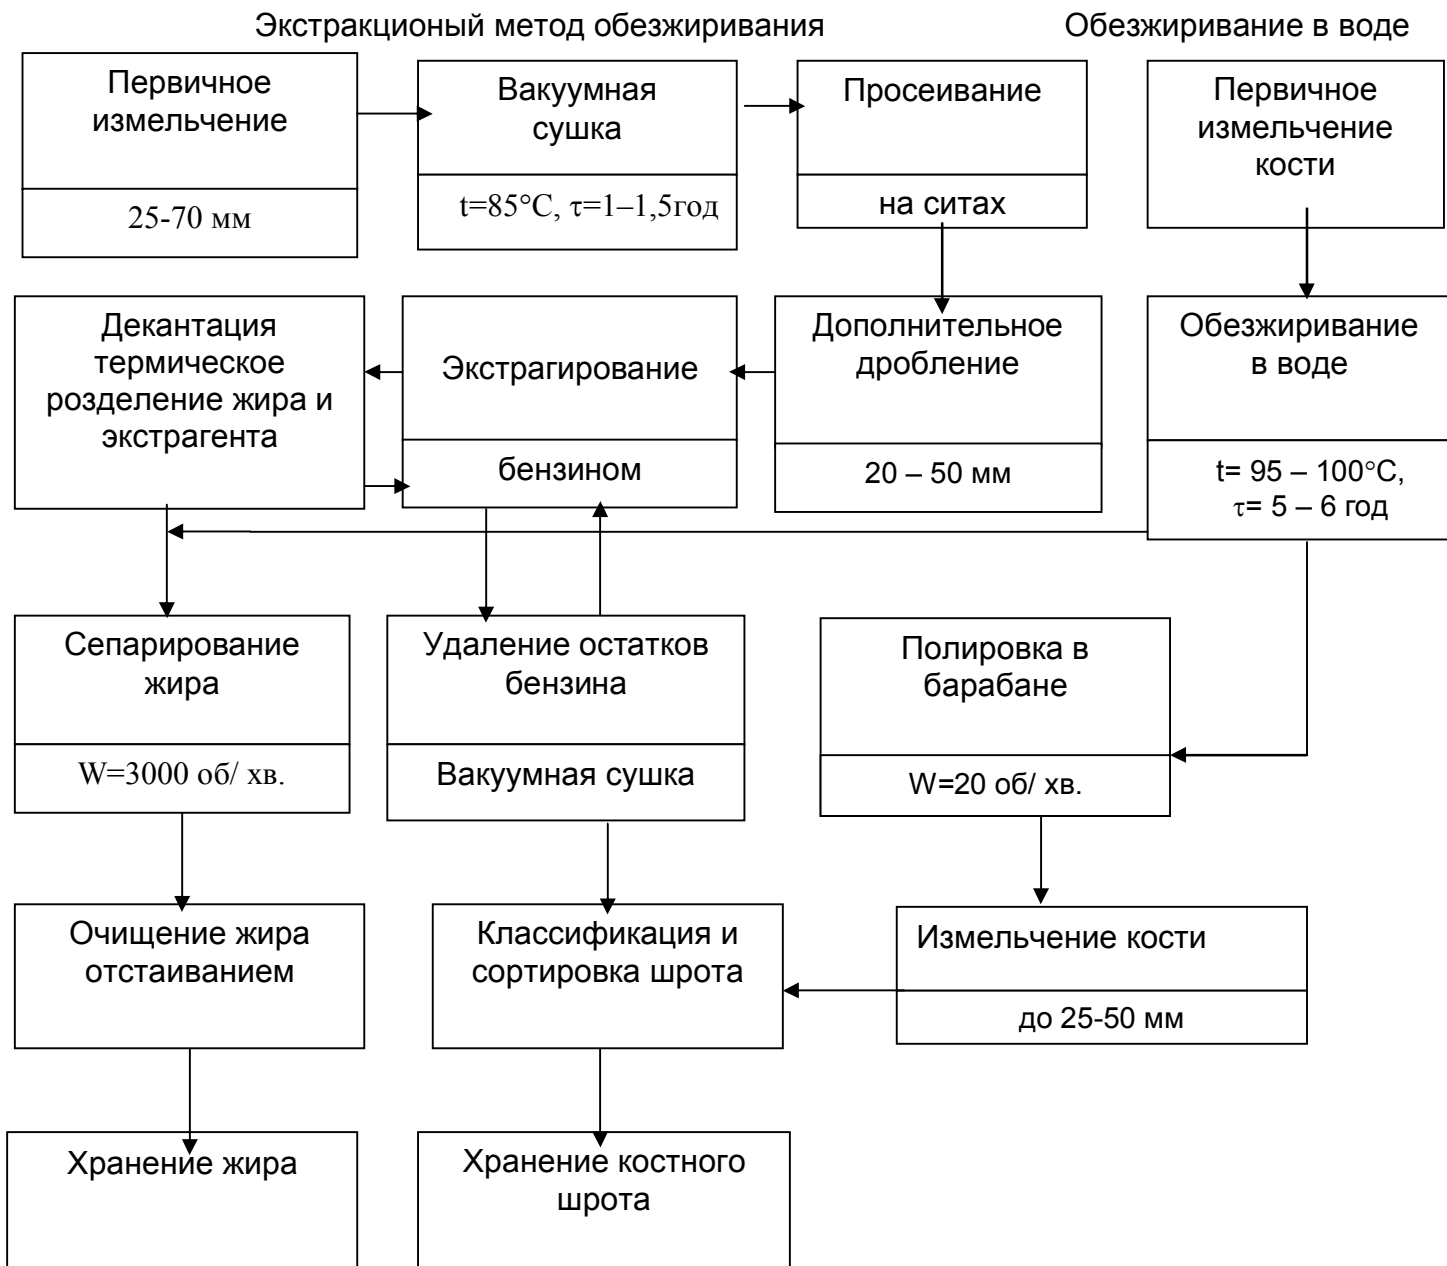 Экстракционый метод обезжиривания
Обезжиривание в воде
Первичное
измельчение
25-70 мм
Вакуумная
сушка
t=85°C, τ=1–1,5год
Просеивание
на ситах
Первичное
измельчение
кости
Декантация
термическое
розделение жира и
экстрагента
Экстрагирование
бензином
Дополнительное
дробление
20 – 50 мм
Обезжиривание
в воде
t= 95 – 100°C,
τ= 5 – 6 год
Сепарирование
жира
W=3000 об/ хв.
Удаление остатков
бензина
Вакуумная сушка
Полировка в
барабане
W=20 об/ хв.
Очищение жира
отстаиванием
Классификация и
сортировка шрота
Измельчение кости
до 25-50 мм
Хранение жира
Хранение костного
шрота